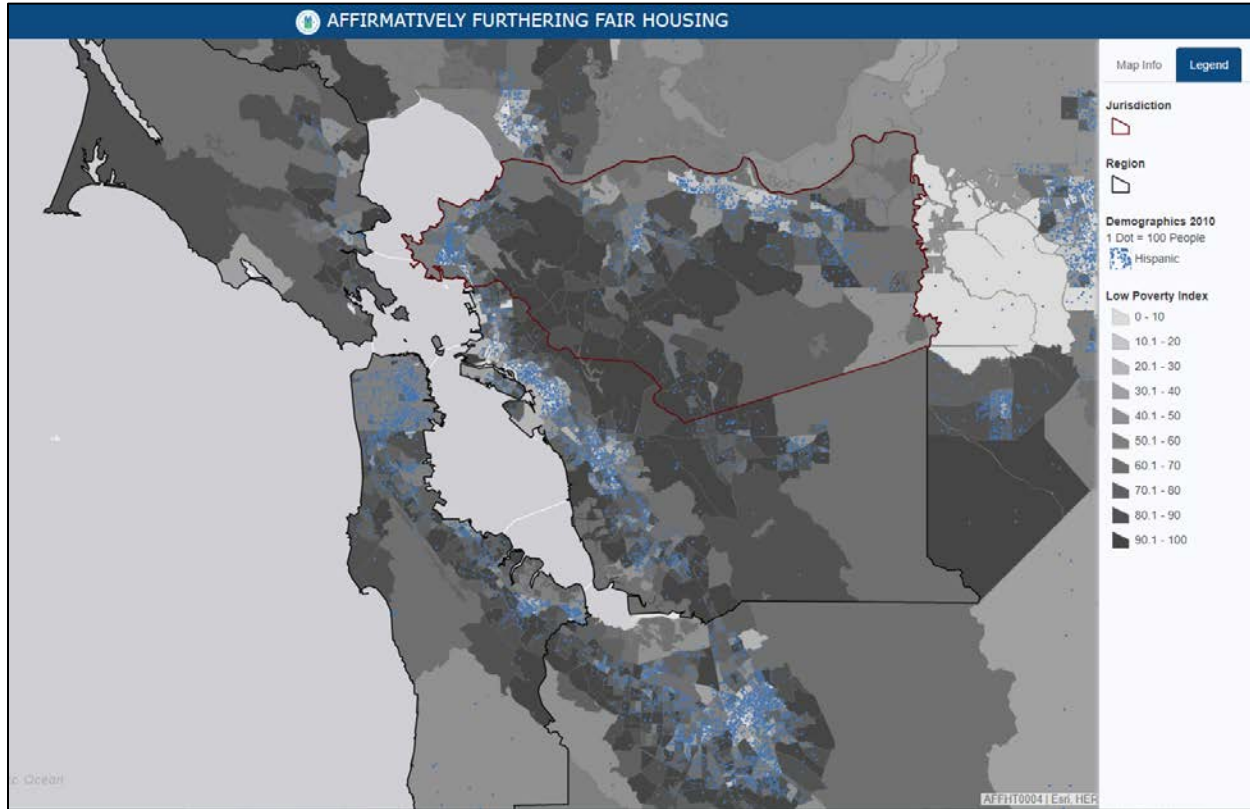 AFFIRMATIVELY FURTHERING FAIR HOUSING
Map Info
Legend
Jurisdiction
Region
Demographics 2010
1 Dot = 100 People
Hispanic
Low Poverty Index
0 - 10
10.1 - 20
20.1 - 30
30.1 - 40
40.1 - 50
50.1 - 60
60.1 - 70
70.1 - 80
80.1 - 90
90.1 - 100
c Ocean
AFFHT0004 | Esri, HER